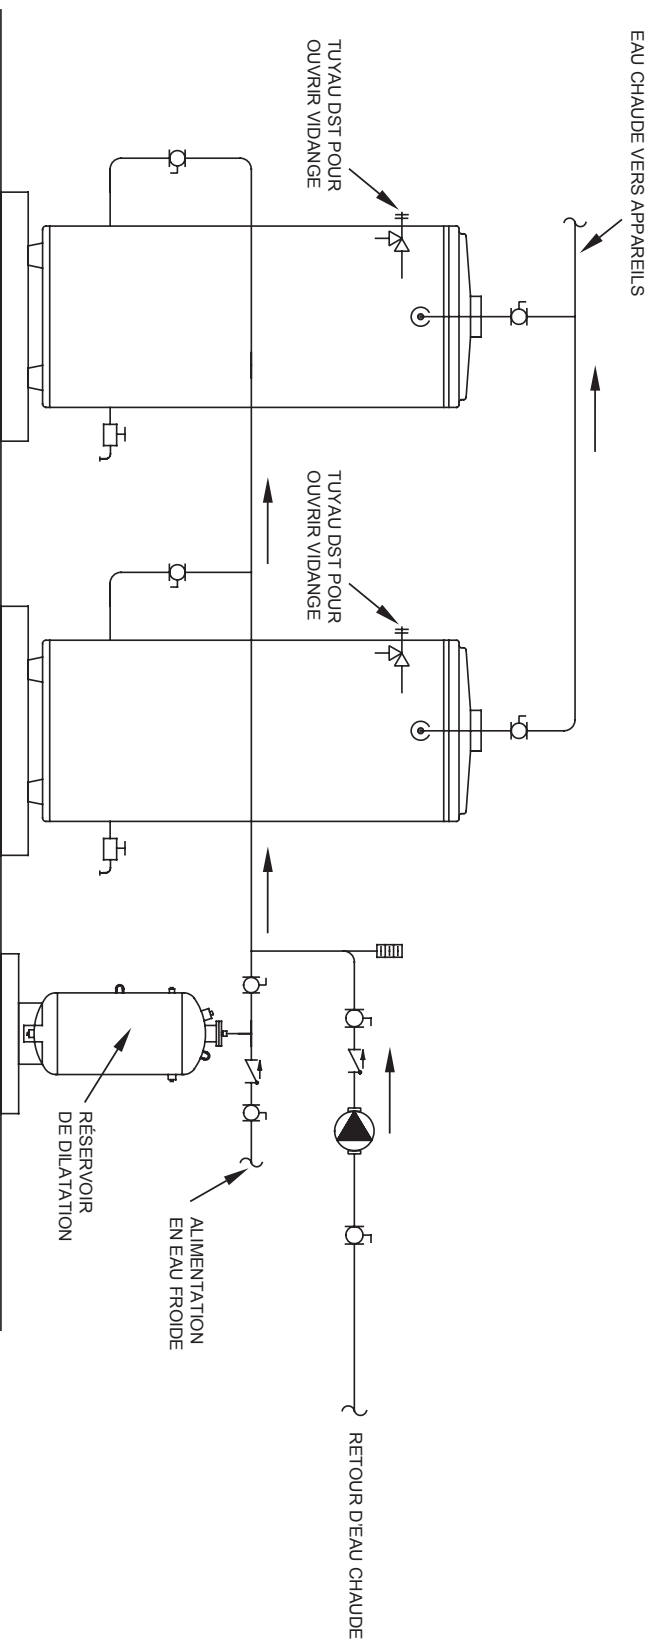 EAU CHAUDE VERS APPAREILS
TUYAU DST POUR
OUVRIR VIDANGE
TUYAU DST POUR
OUVRIR VIDANGE
RETOUR D'EAU CHAUDE
ALIMENTATION
EN EAU FROIDE
RÉSERVOIR
DE DILATATION